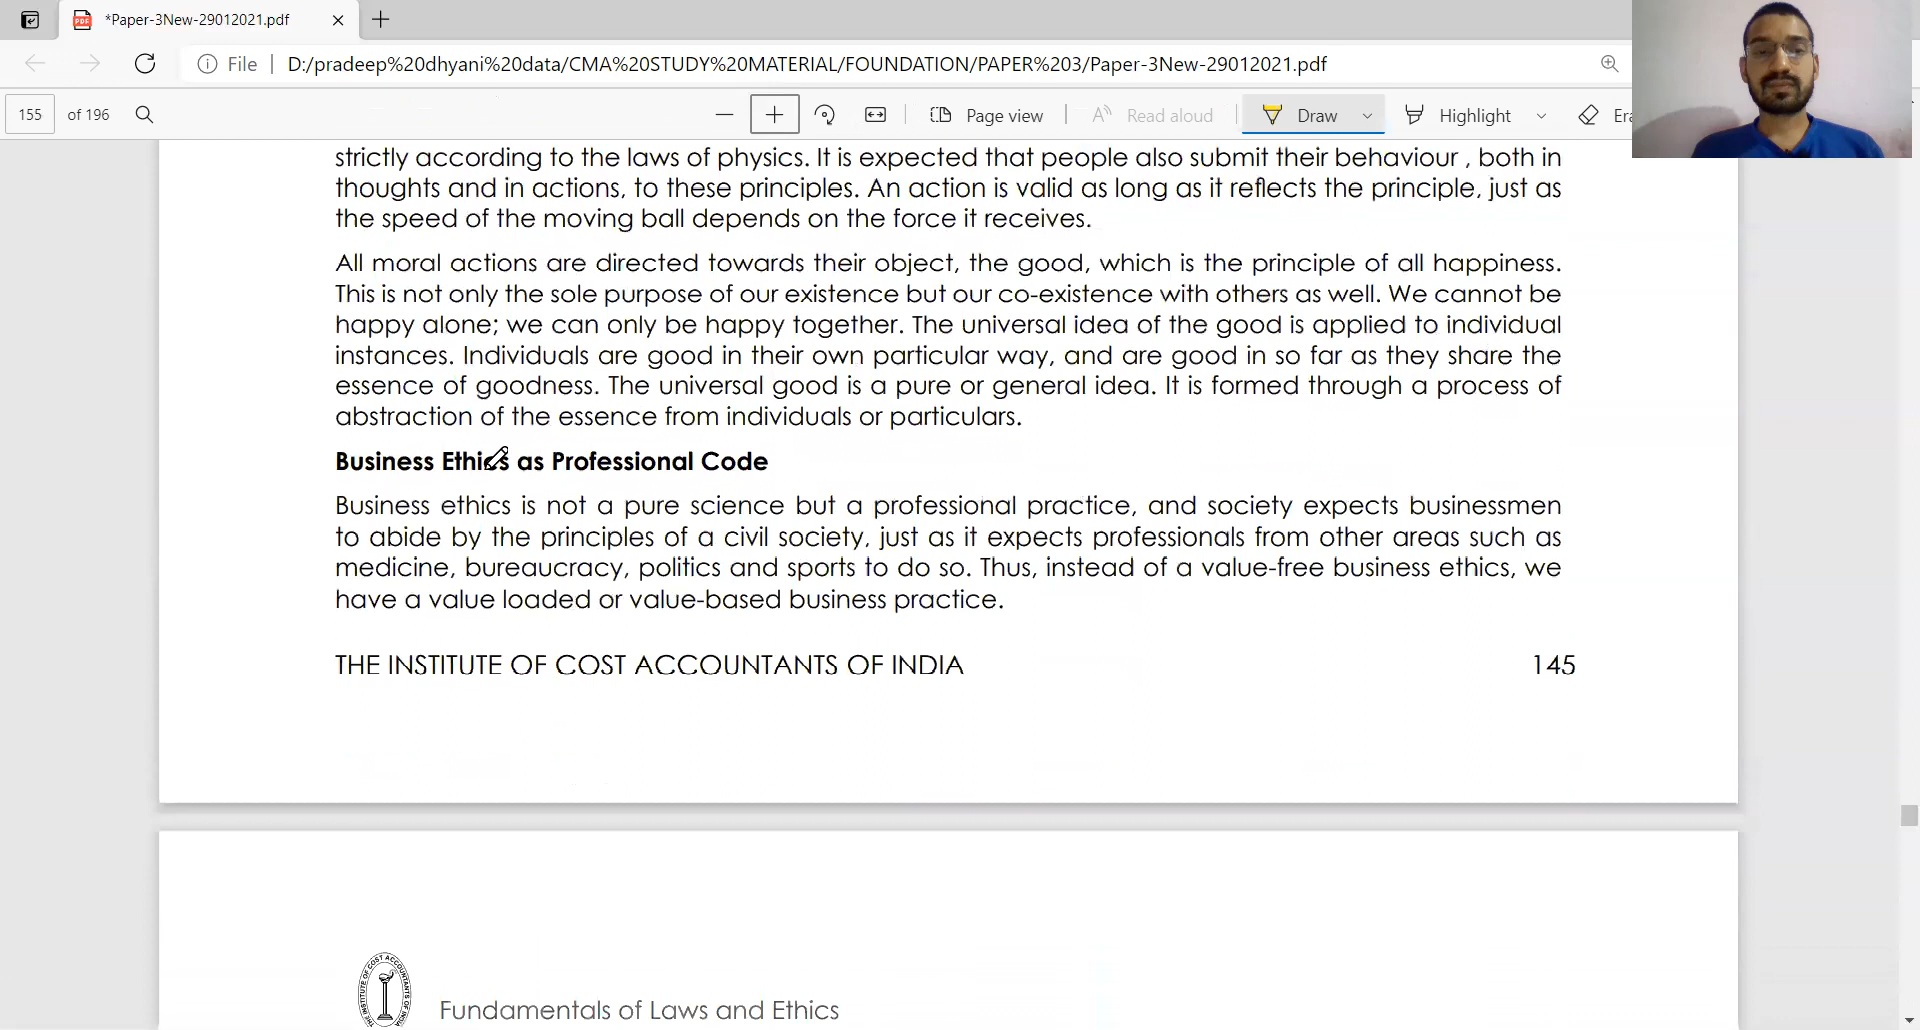 *Paper-3New-29012021.pdf
File
D:/pradeep%20dhyani%20data/CMA%20STUDY%20MATERIAL/FOUNDATION/PAPER%203/Paper-3New-29012021.pdf
155 of 196
Page view
Read aloud
Draw
Highlight
Era
strictly according to the laws of physics. It is expected that people also submit their behaviour , both in
thoughts and in actions, to these principles. An action is valid as long as it reflects the principle, just as
the speed of the moving ball depends on the force it receives.
All moral actions are directed towards their object, the good, which is the principle of all happiness.
This is not only the sole purpose of our existence but our co-existence with others as well. We cannot be
happy alone; we can only be happy together. The universal idea of the good is applied to individual
instances. Individuals are good in their own particular way, and are good in so far as they share the
essence of goodness. The universal good is a pure or general idea. It is formed through a process of
abstraction of the essence from individuals or particulars.
Business Ethics as Professional Code
Business ethics is not a pure science but a professional practice, and society expects businessmen
to abide by the principles of a civil society, just as it expects professionals from other areas such as
medicine, bureaucracy, politics and sports to do so. Thus, instead of a value-free business ethics, we
have a value loaded or value-based business practice.
THE INSTITUTE OF COST ACCOUNTANTS OF INDIA
145
THE INSTITUTE OF COST ACCOUNTANTS OF INDIA
Fundamentals of Laws and Ethics